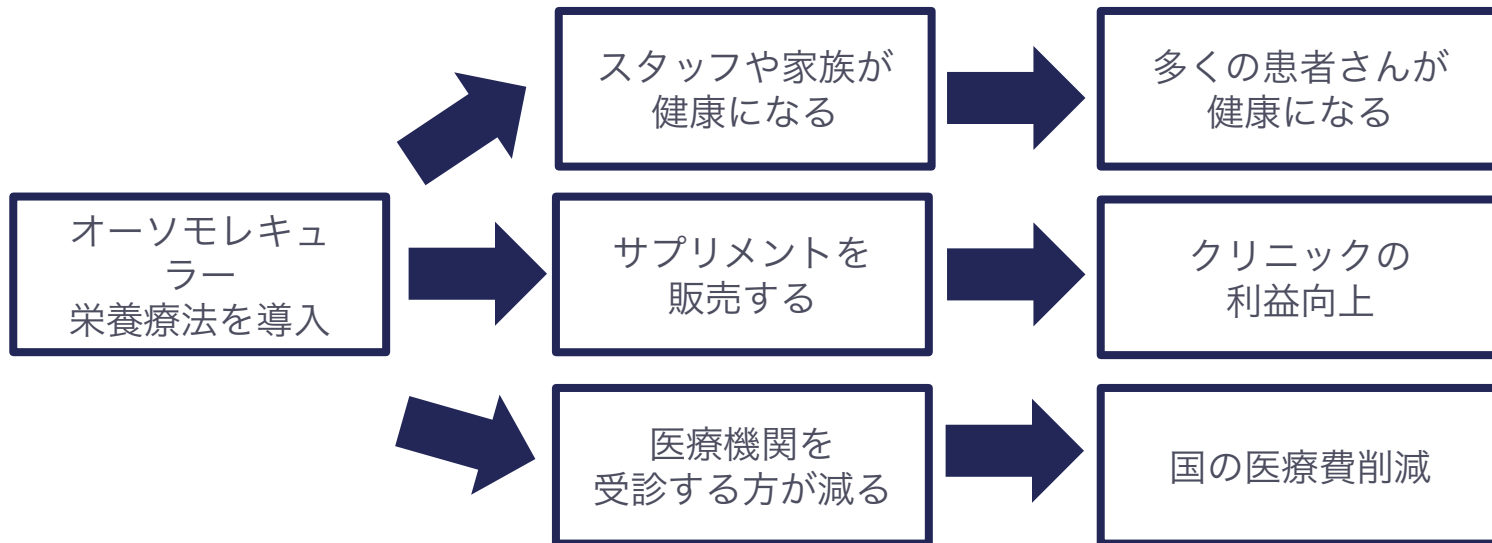 スタッフや家族が
健康になる
多くの患者さんが
健康になる
オーソモレキュ
ラー
栄養療法を導入
サプリメントを
販売する
クリニックの
利益向上
医療機関を
受診する方が減る
国の医療費削減